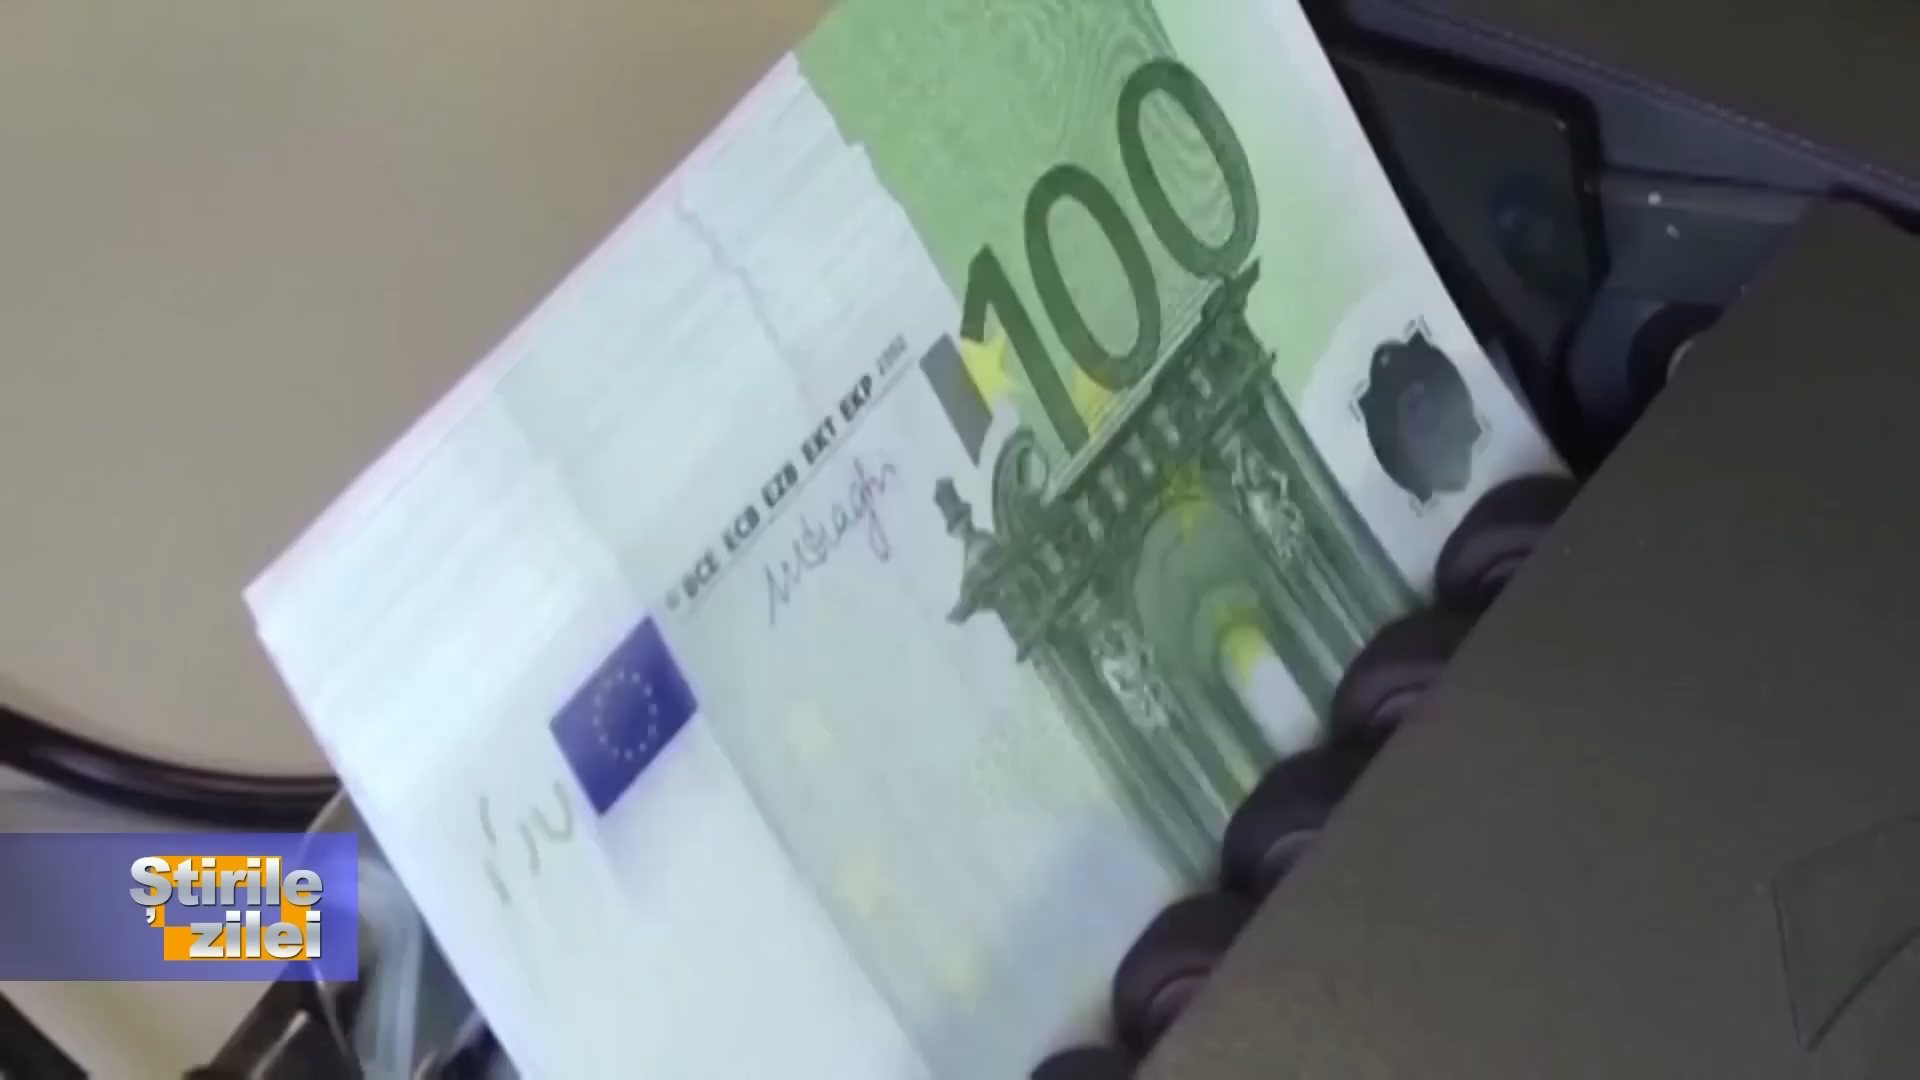 100
© BCE ECB EZB EKT EKP 2002
Știrile
zilei